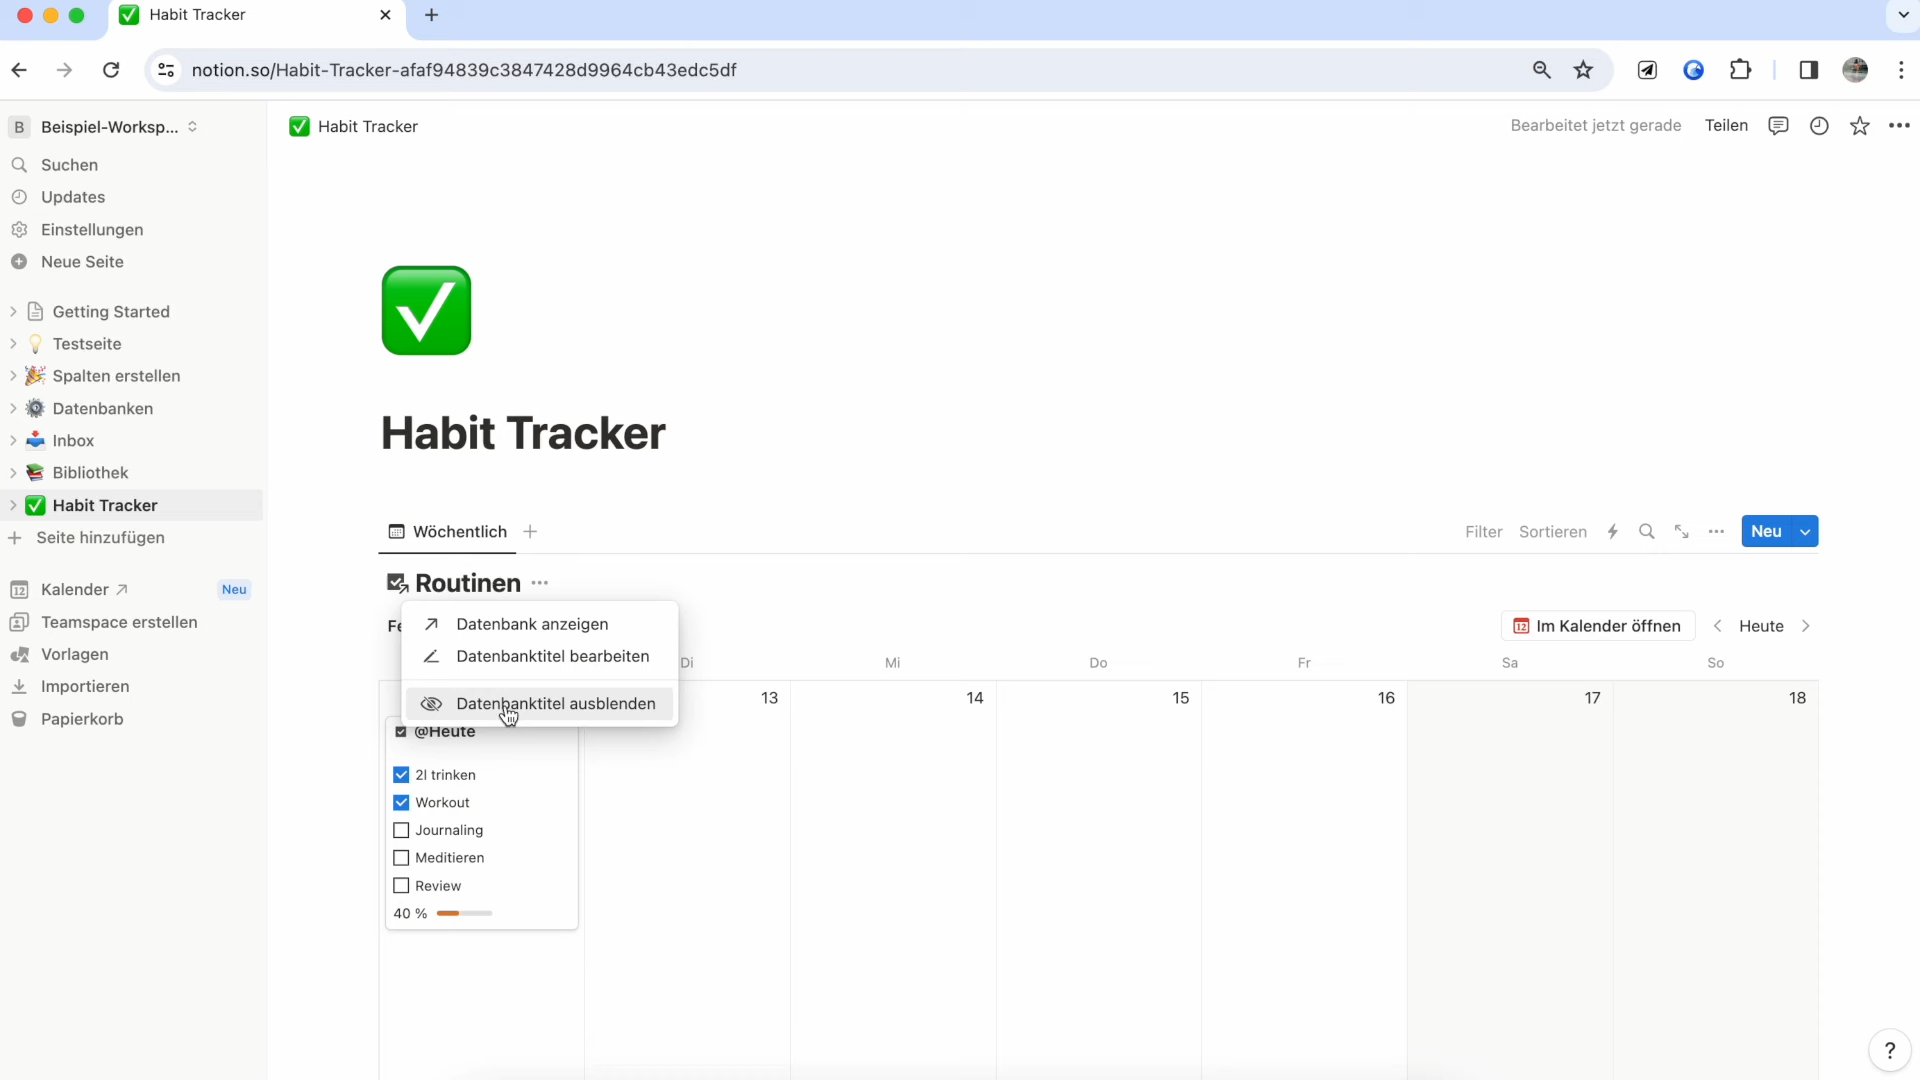 Habit Tracker
notion.so/Habit-Tracker-afaf94839c3847428d9964cb43edc5df
B Beispiel-Worksp...
Suchen
Updates
Einstellungen
Neue Seite
Getting Started
Testseite
Spalten erstellen
Datenbanken
Inbox
Bibliothek
Habit Tracker
Seite hinzufügen
12 Kalender ↗ Neu
Teamspace erstellen
Vorlagen
Importieren
Papierkorb
Habit Tracker
Bearbeitet jetzt gerade Teilen
Habit Tracker
Wöchentlich
Filter Sortieren Neu
Routinen
Datenbank anzeigen
Datenbanktitel bearbeiten
Datenbanktitel ausblenden
12 Im Kalender öffnen Heute
Di Mi Do Fr Sa So
13 14 15 16 17 18
@Heute
2l trinken
Workout
Journaling
Meditieren
Review
40 %
?